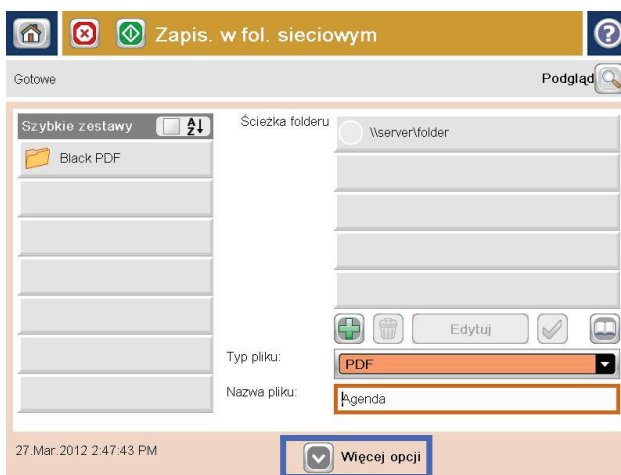 Zapis. w fol. sieciowym
Gotowe
Podgląd
Szybkie zestawy
Black PDF
Ścieżka folderu
\\server\folder
Edytuj
Typ pliku:
PDF
Nazwa pliku:
Agenda
27.Mar.2012 2:47:43 PM
Więcej opcji